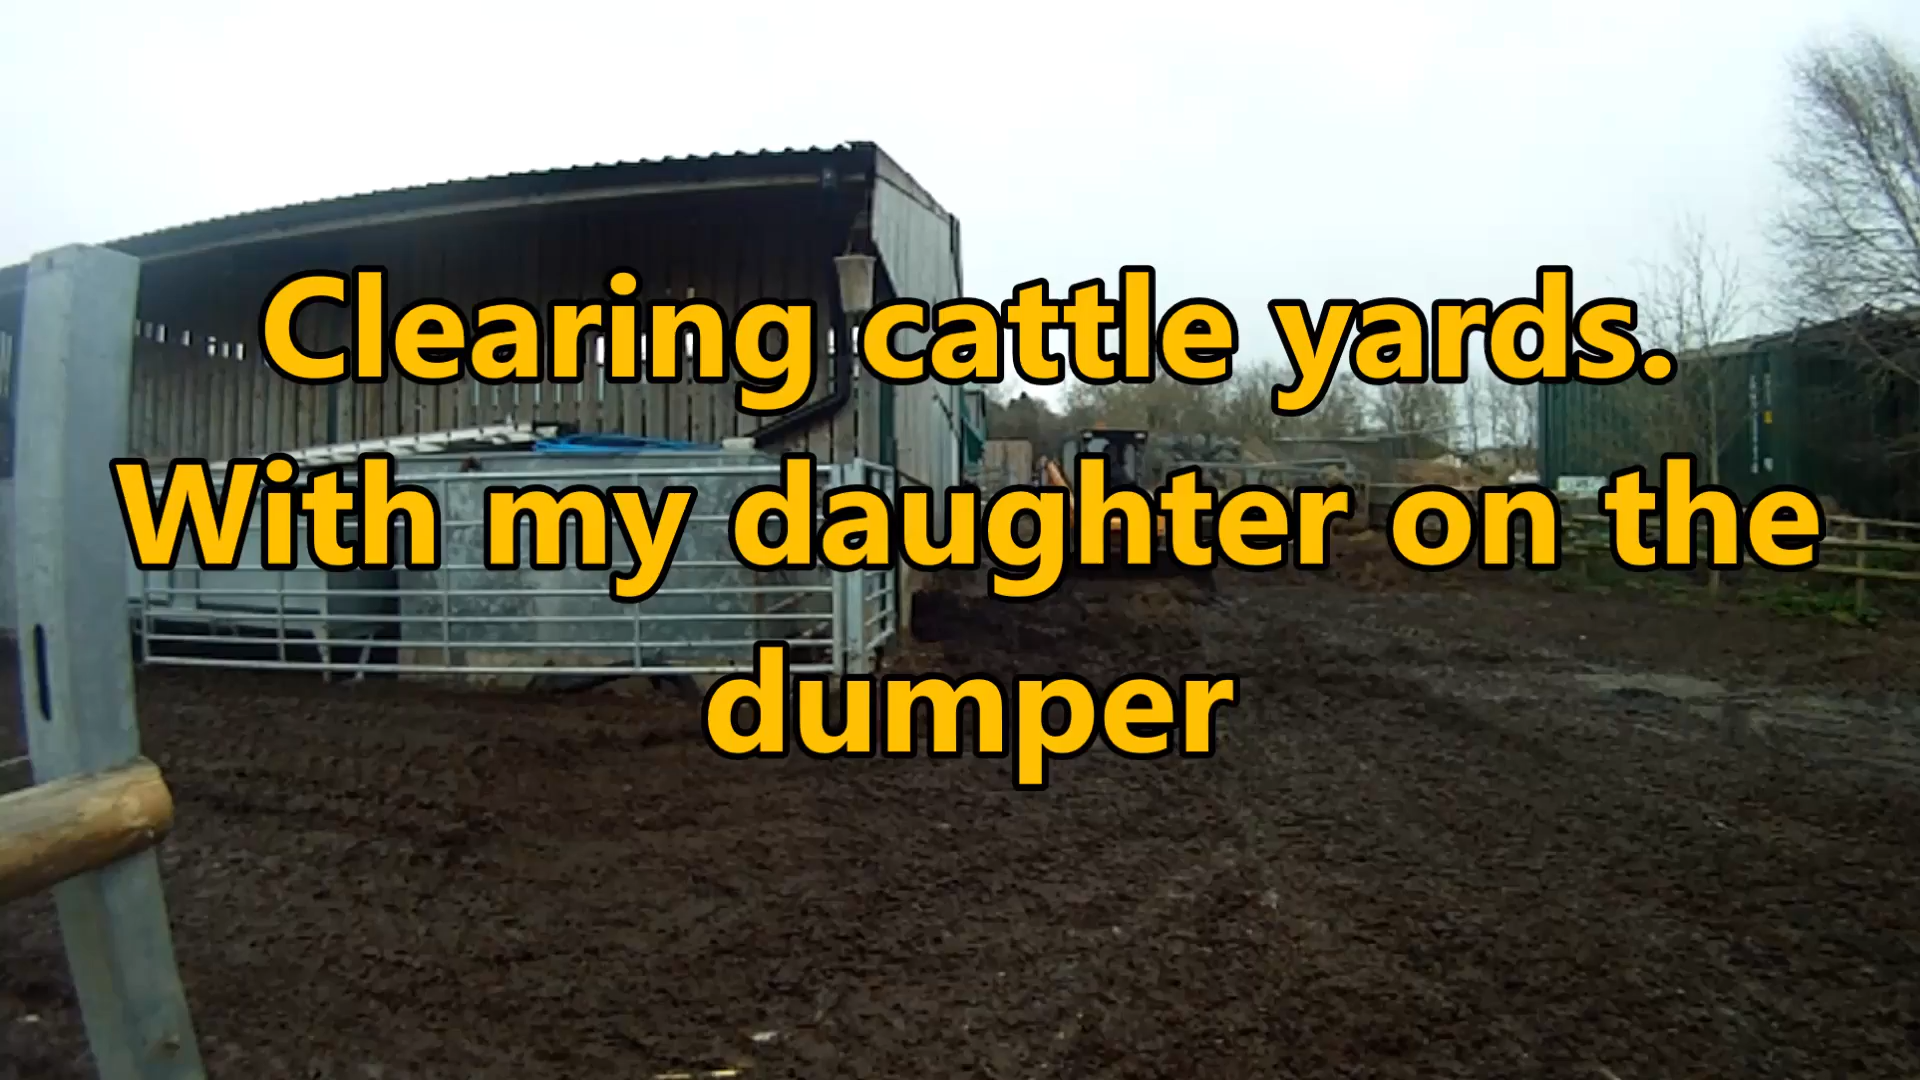 Clearing cattle yards.
With my daughter on the
dumper